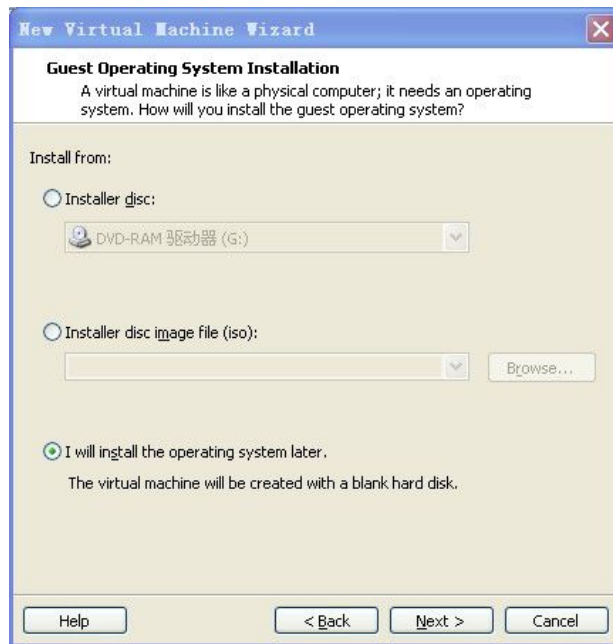 New Virtual Machine Wizard
Guest Operating System Installation
A virtual machine is like a physical computer; it needs an operating
system. How will you install the guest operating system?
Install from:
Installer disc:
DVD-RAM 驱动器 (G:)
Installer disc image file (iso):
Browse...
I will install the operating system later.
The virtual machine will be created with a blank hard disk.
Help
< Back
Next >
Cancel